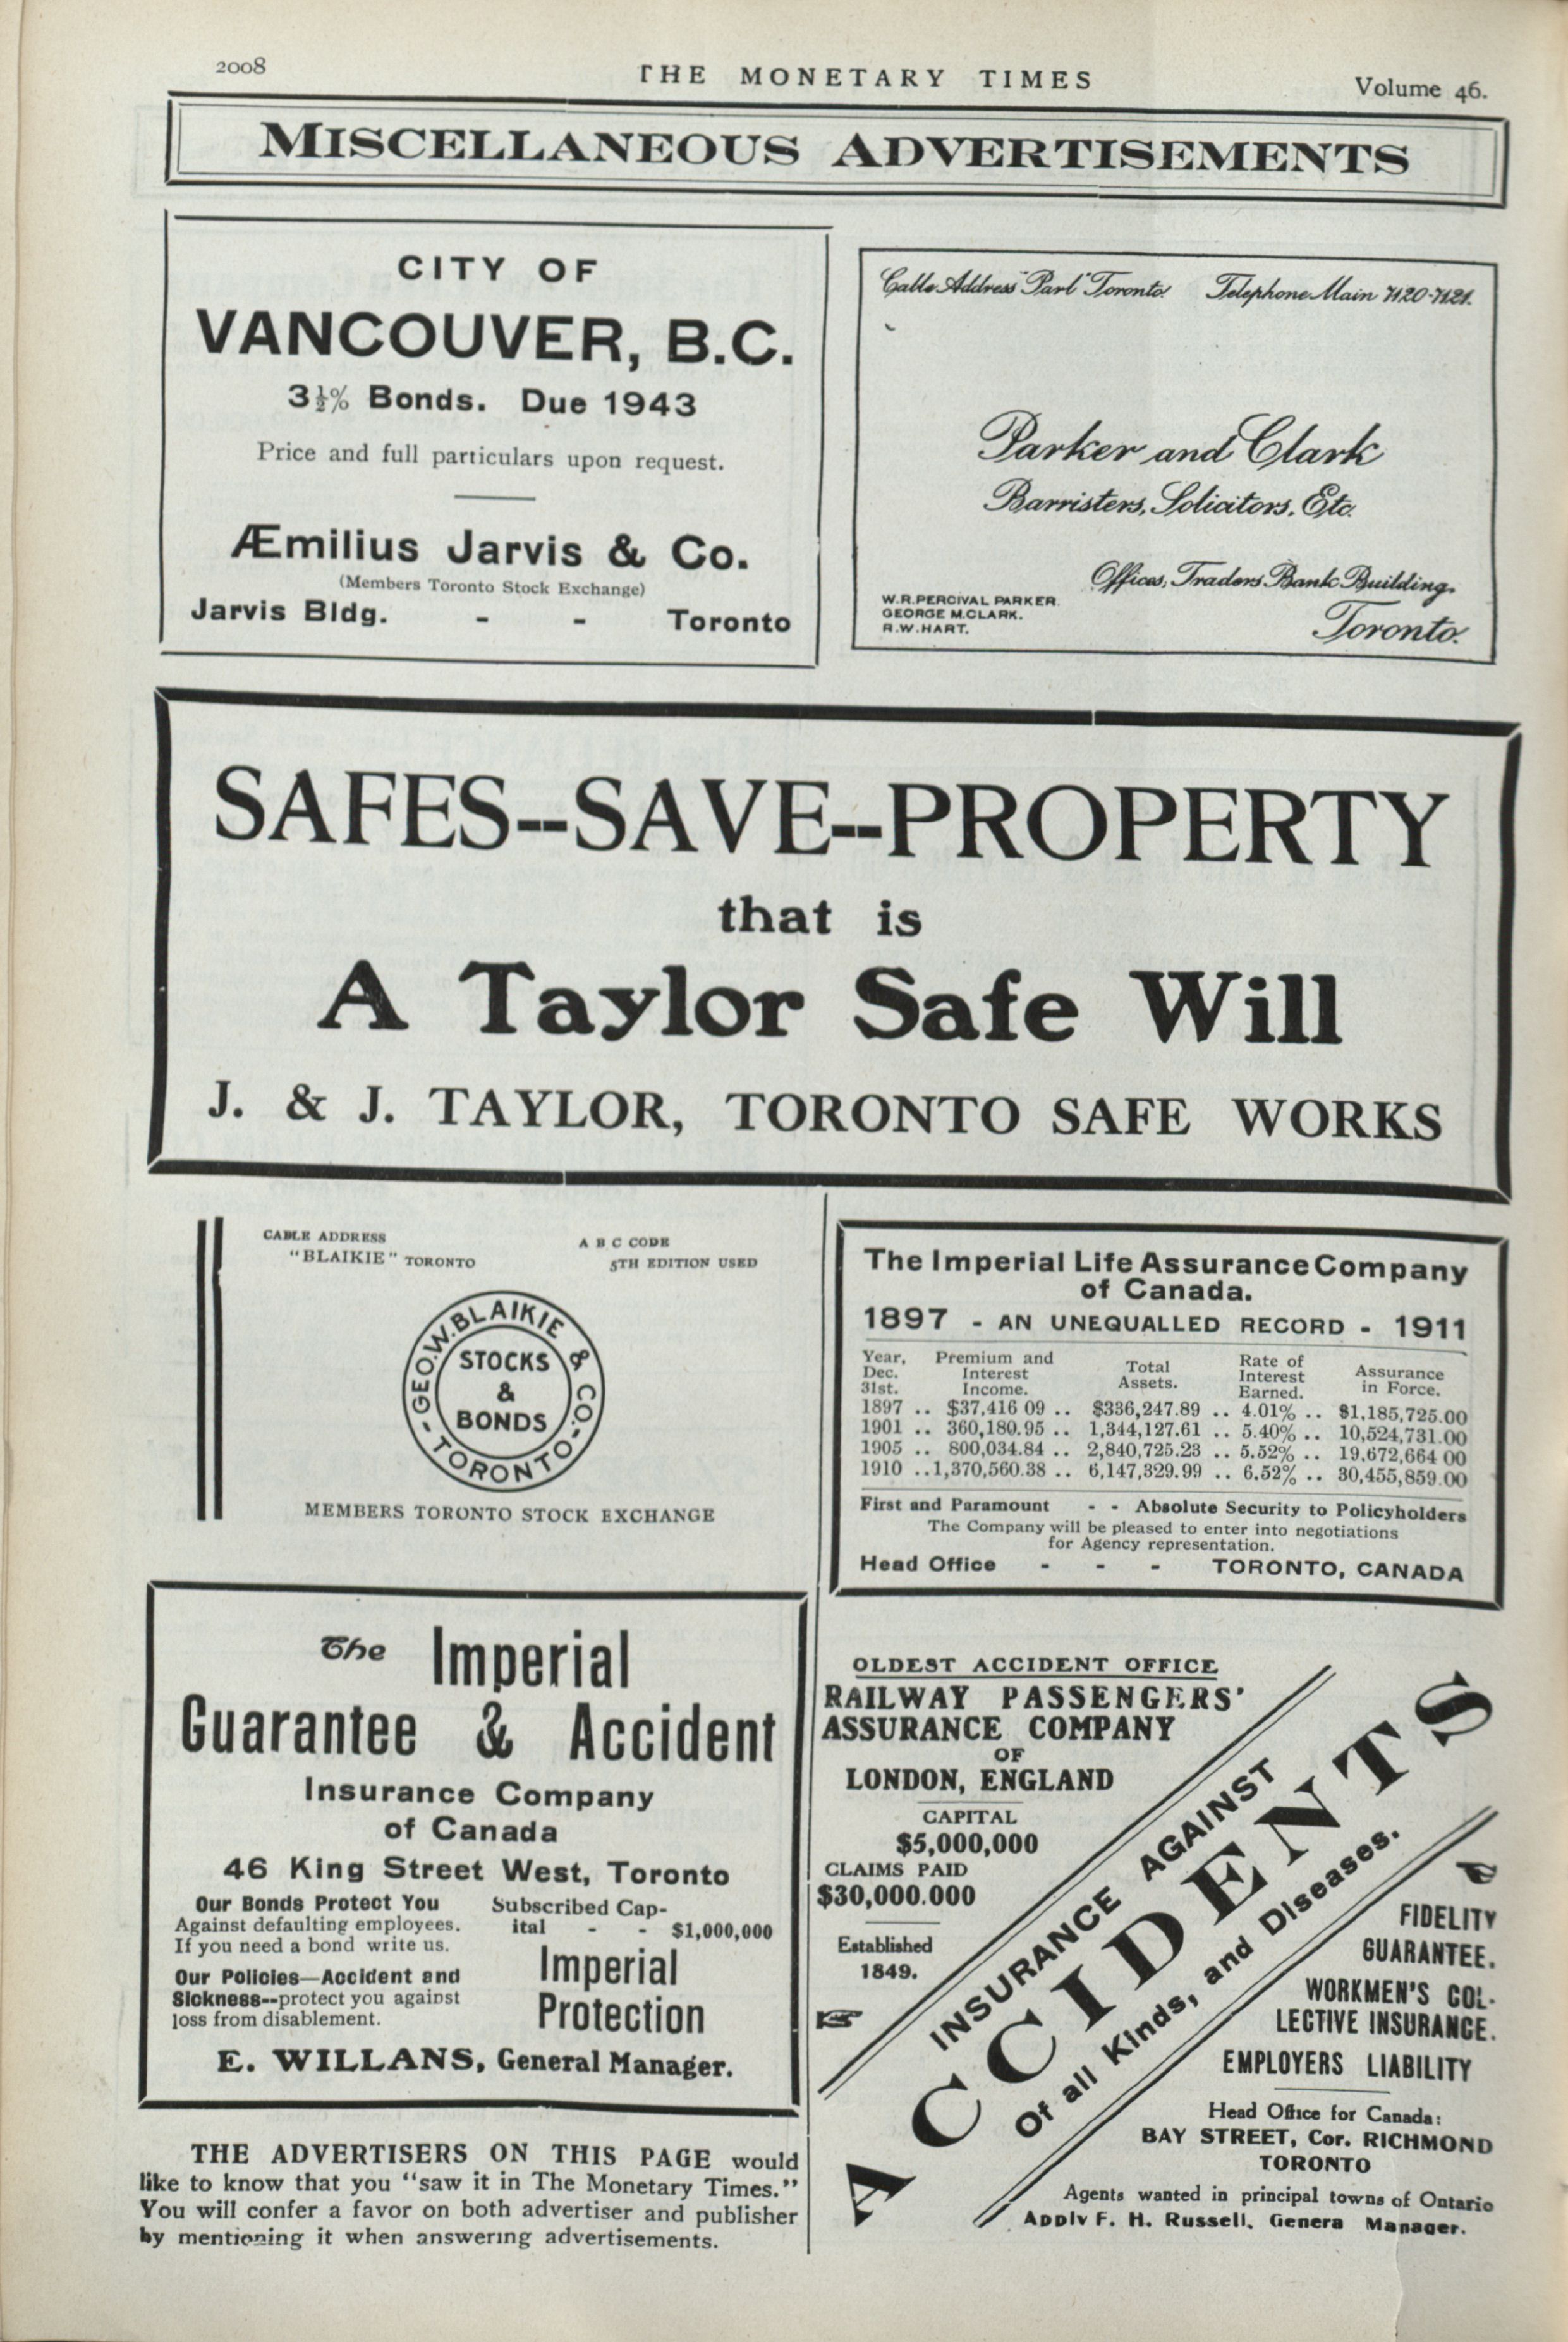 2008
THE MONETARY TIMES
Volume 46.
MISCELLANEOUS ADVERTISEMENTS
CITY OF
VANCOUVER, B.C.
3½% Bonds. Due 1943
Price and full particulars upon request.
Æmilius Jarvis & Co.
(Members Toronto Stock Exchange)
Jarvis Bldg. - - Toronto
Cable Address "Parl" Toronto. Telephone Main 7120-7121.
Parker and Clark
Barristers, Solicitors, Etc.
Offices, Traders Bank Building,
Toronto.
W.R.PERCIVAL PARKER.
GEORGE M.CLARK.
R.W.HART.
SAFES--SAVE--PROPERTY
that is
A Taylor Safe Will
J. & J. TAYLOR, TORONTO SAFE WORKS
CABLE ADDRESS
"BLAIKIE" TORONTO
A B C CODE
5TH EDITION USED
GEO.W.BLAIKIE & CO.
STOCKS
&
BONDS
-TORONTO-
MEMBERS TORONTO STOCK EXCHANGE
The Imperial Life Assurance Company
of Canada.
1897 - AN UNEQUALLED RECORD - 1911
Year, Dec. 31st. Premium and Interest Income. Total Assets. Rate of Interest Earned. Assurance in Force.
1897 .. $37,416 09 .. $336,247.89 .. 4.01% .. $1,185,725.00
1901 .. 360,180.95 .. 1,344,127.61 .. 5.40% .. 10,524,731.00
1905 .. 800,034.84 .. 2,840,725.23 .. 5.52% .. 19,672,664 00
1910 ..1,370,560.38 .. 6,147,329.99 .. 6.52% .. 30,455,859.00
First and Paramount - - Absolute Security to Policyholders
The Company will be pleased to enter into negotiations
for Agency representation.
Head Office - - - TORONTO, CANADA
The Imperial
Guarantee & Accident
Insurance Company
of Canada
46 King Street West, Toronto
Our Bonds Protect You
Against defaulting employees.
If you need a bond write us.
Our Policies—Accident and
Sickness--protect you against
loss from disablement.
Subscribed Cap-
ital - - $1,000,000
Imperial
Protection
E. WILLANS, General Manager.
THE ADVERTISERS ON THIS PAGE would
like to know that you "saw it in The Monetary Times."
You will confer a favor on both advertiser and publisher
by mentioning it when answering advertisements.
OLDEST ACCIDENT OFFICE
RAILWAY PASSENGERS'
ASSURANCE COMPANY
OF
LONDON, ENGLAND
CAPITAL
$5,000,000
CLAIMS PAID
$30,000.000
Established
1849.
INSURANCE AGAINST
ACCIDENTS
Of all Kinds, and Diseases.
FIDELITY
GUARANTEE.
WORKMEN'S COL-
LECTIVE INSURANCE.
EMPLOYERS LIABILITY
Head Office for Canada:
BAY STREET, Cor. RICHMOND
TORONTO
Agents wanted in principal towns of Ontario
Apply F. H. Russell, Genera Manager.